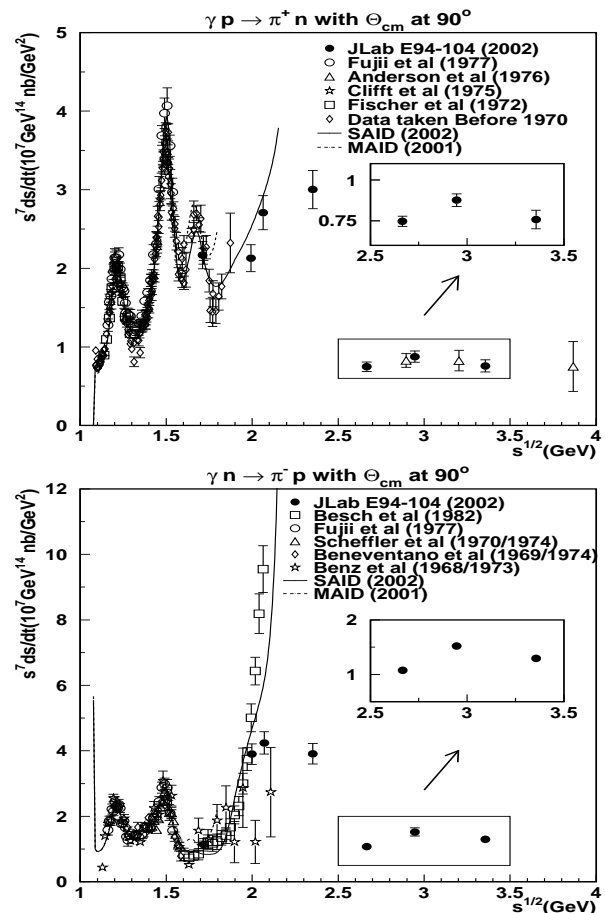 γ p → π⁺ n with Θcm at 90°
s⁷ds/dt(10⁷GeV¹⁴ nb/GeV²)
JLab E94-104 (2002)
Fujii et al (1977)
Anderson et al (1976)
Clifft et al (1975)
Fischer et al (1972)
Data taken Before 1970
SAID (2002)
MAID (2001)
5
4
3
2
1
0
1
0.75
2.5 3 3.5
1 1.5 2 2.5 3 3.5 4
s¹/²(GeV)
γ n → π⁻ p with Θcm at 90°
s⁷ds/dt(10⁷GeV¹⁴ nb/GeV²)
JLab E94-104 (2002)
Besch et al (1982)
Fujii et al (1977)
Scheffler et al (1970/1974)
Beneventano et al (1969/1974)
Benz et al (1968/1973)
SAID (2002)
MAID (2001)
12
10
8
6
4
2
0
2
1
2.5 3 3.5
1 1.5 2 2.5 3 3.5 4
s¹/²(GeV)